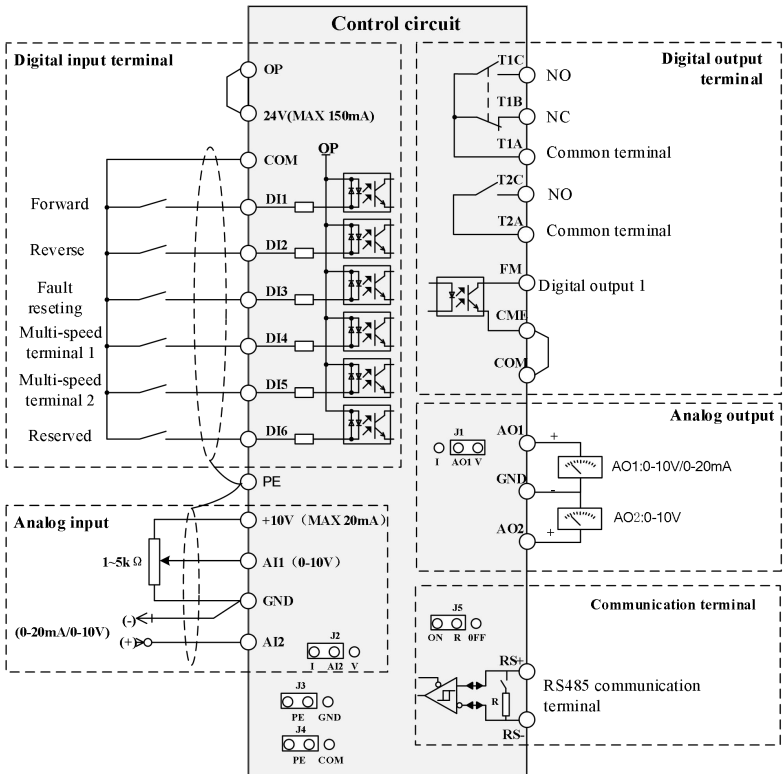 Control circuit
Digital input terminal
OP
24V(MAX 150mA)
COM
OP
Forward
DI1
Reverse
DI2
Fault
reseting
DI3
Multi-speed
terminal 1
DI4
Multi-speed
terminal 2
DI5
Reserved
DI6
PE
Analog input
+10V（MAX 20mA）
1~5k Ω
AI1（0-10V）
GND
(-)
(0-20mA/0-10V)
(+)
AI2
J2
I AI2 V
J3
PE GND
J4
PE COM
Digital output
terminal
T1C
NO
T1B
NC
T1A
Common terminal
T2C
NO
T2A
Common terminal
FM
Digital output 1
CME
COM
Analog output
J1
I AO1 V
AO1
+
AO1:0-10V/0-20mA
GND
-
AO2:0-10V
AO2
+
Communication terminal
J5
ON R 0FF
RS+
R
RS485 communication
terminal
RS-